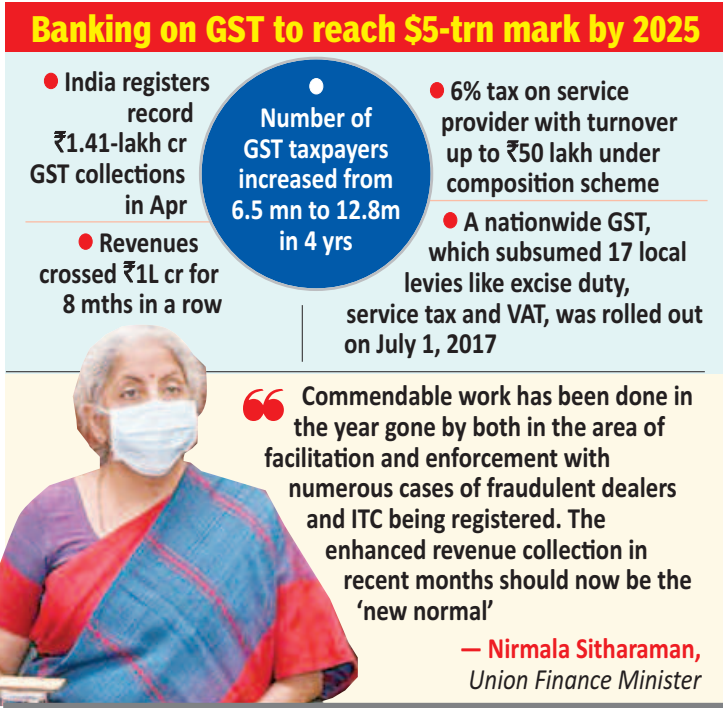 Banking on GST to reach $5-trn mark by 2025
● India registers
record
₹1.41-lakh cr
GST collections
in Apr
● Revenues
crossed ₹1L cr for
8 mths in a row
●
Number of
GST taxpayers
increased from
6.5 mn to 12.8m
in 4 yrs
● 6% tax on service
provider with turnover
up to ₹50 lakh under
composition scheme
● A nationwide GST,
which subsumed 17 local
levies like excise duty,
service tax and VAT, was rolled out
on July 1, 2017
❝ Commendable work has been done in
the year gone by both in the area of
facilitation and enforcement with
numerous cases of fraudulent dealers
and ITC being registered. The
enhanced revenue collection in
recent months should now be the
‘new normal’
— Nirmala Sitharaman,
Union Finance Minister